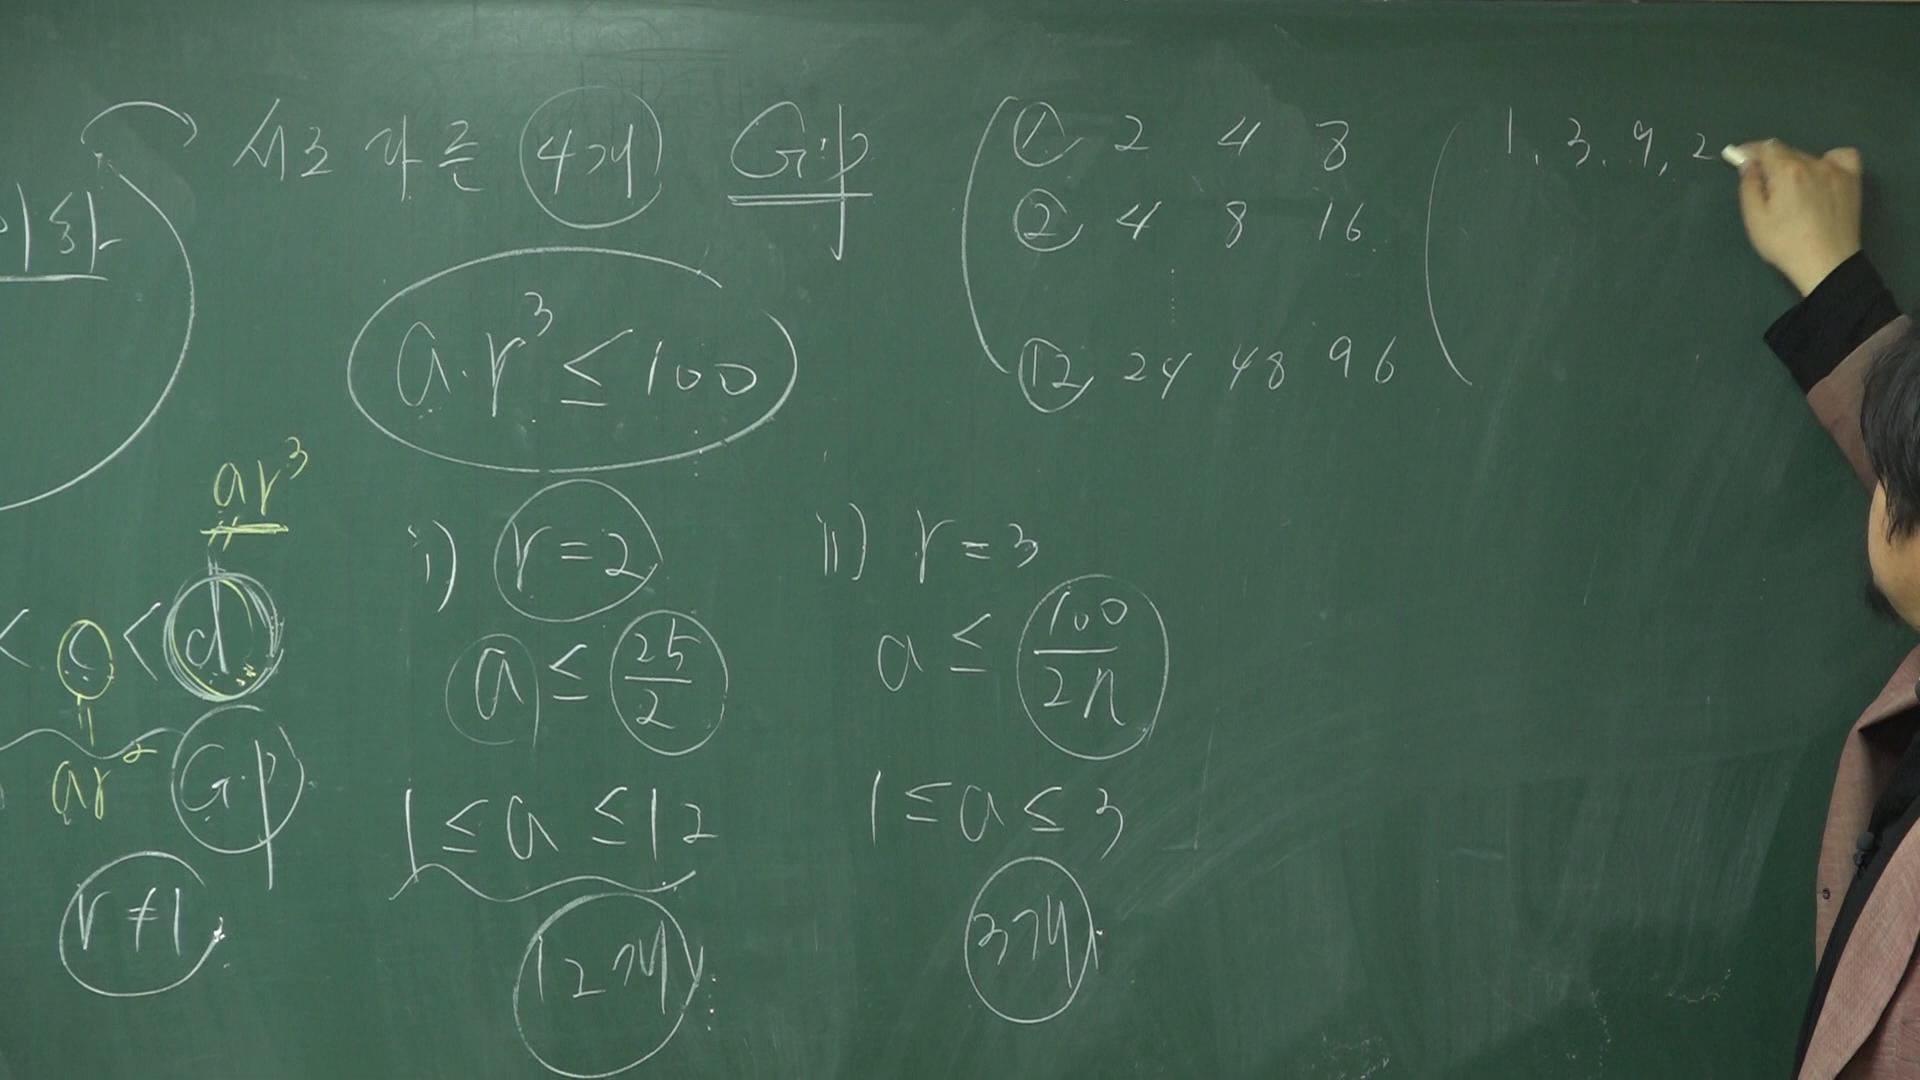 서로 다른 4개 G.p
이하
a·r³ ≤ 100
① 2 4 8
② 4 8 16
⋮
⑫ 24 48 96
1, 3, 9, 2
ar³
< c < d
ar²
G.p
r ≠ 1
i) r = 2
a ≤ 25/2
1 ≤ a ≤ 12
12개
ii) r = 3
a ≤ 100/27
1 ≤ a ≤ 3
3개